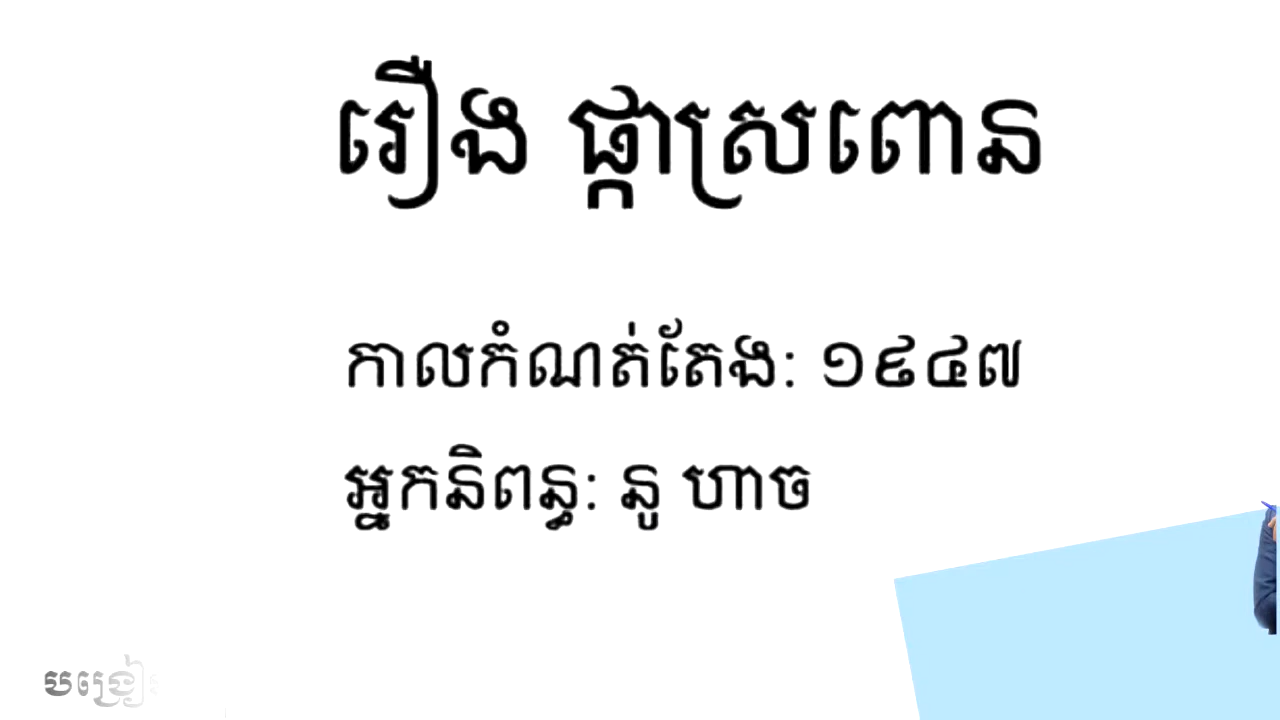 រឿង ផ្កាស្រពោន
កាលកំណត់តែង: ១៩៤៧
អ្នកនិពន្ធ: នូ ហាច